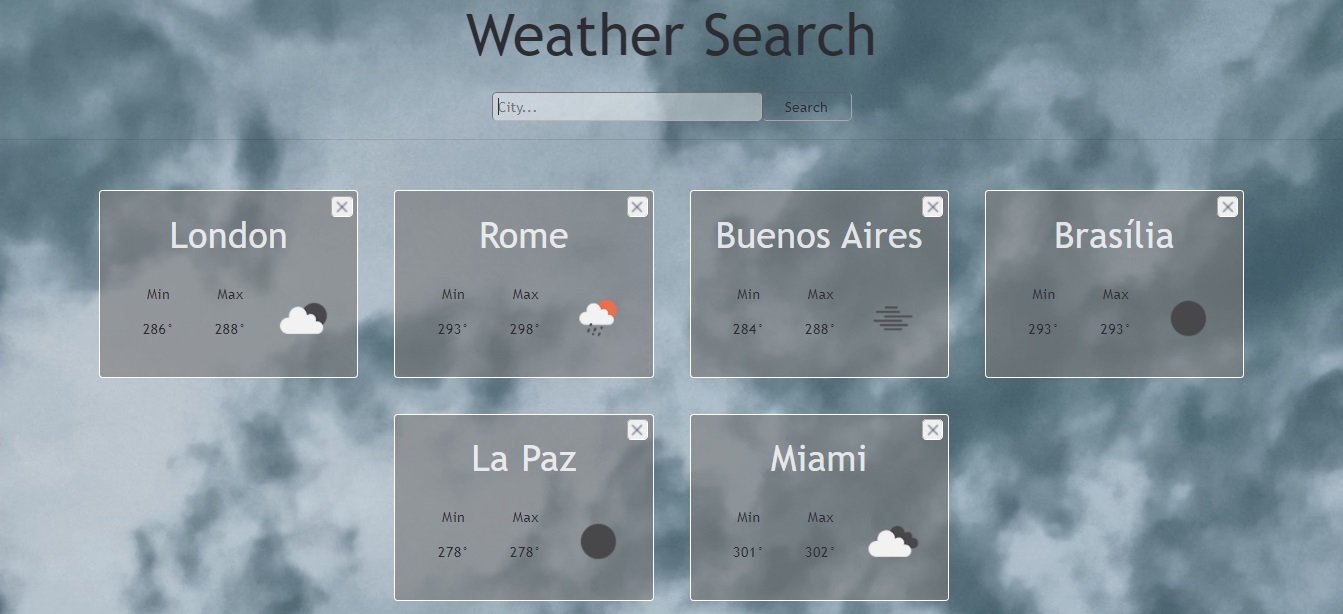 Weather Search
City...
Search
London
Min Max
286° 288°
Rome
Min Max
293° 298°
Buenos Aires
Min Max
284° 288°
Brasília
Min Max
293° 293°
La Paz
Min Max
278° 278°
Miami
Min Max
301° 302°